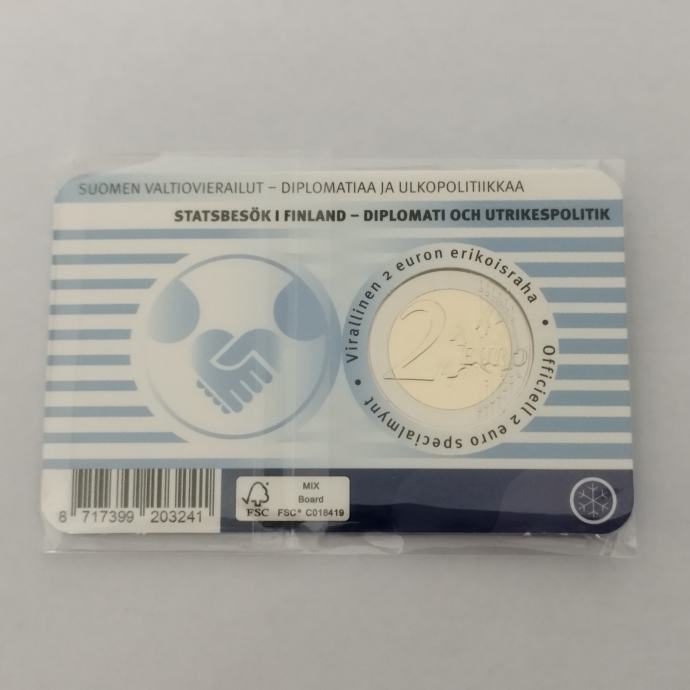 SUOMEN VALTIOVIERAILUT – DIPLOMATIAA JA ULKOPOLITIIKKAA
STATSBESÖK I FINLAND – DIPLOMATI OCH UTRIKESPOLITIK
Virallinen 2 euron erikoisraha •
Officiell 2 euro specialmynt •
2 EURO
8 717399 203241
FSC
MIX
Board
FSC® C018419